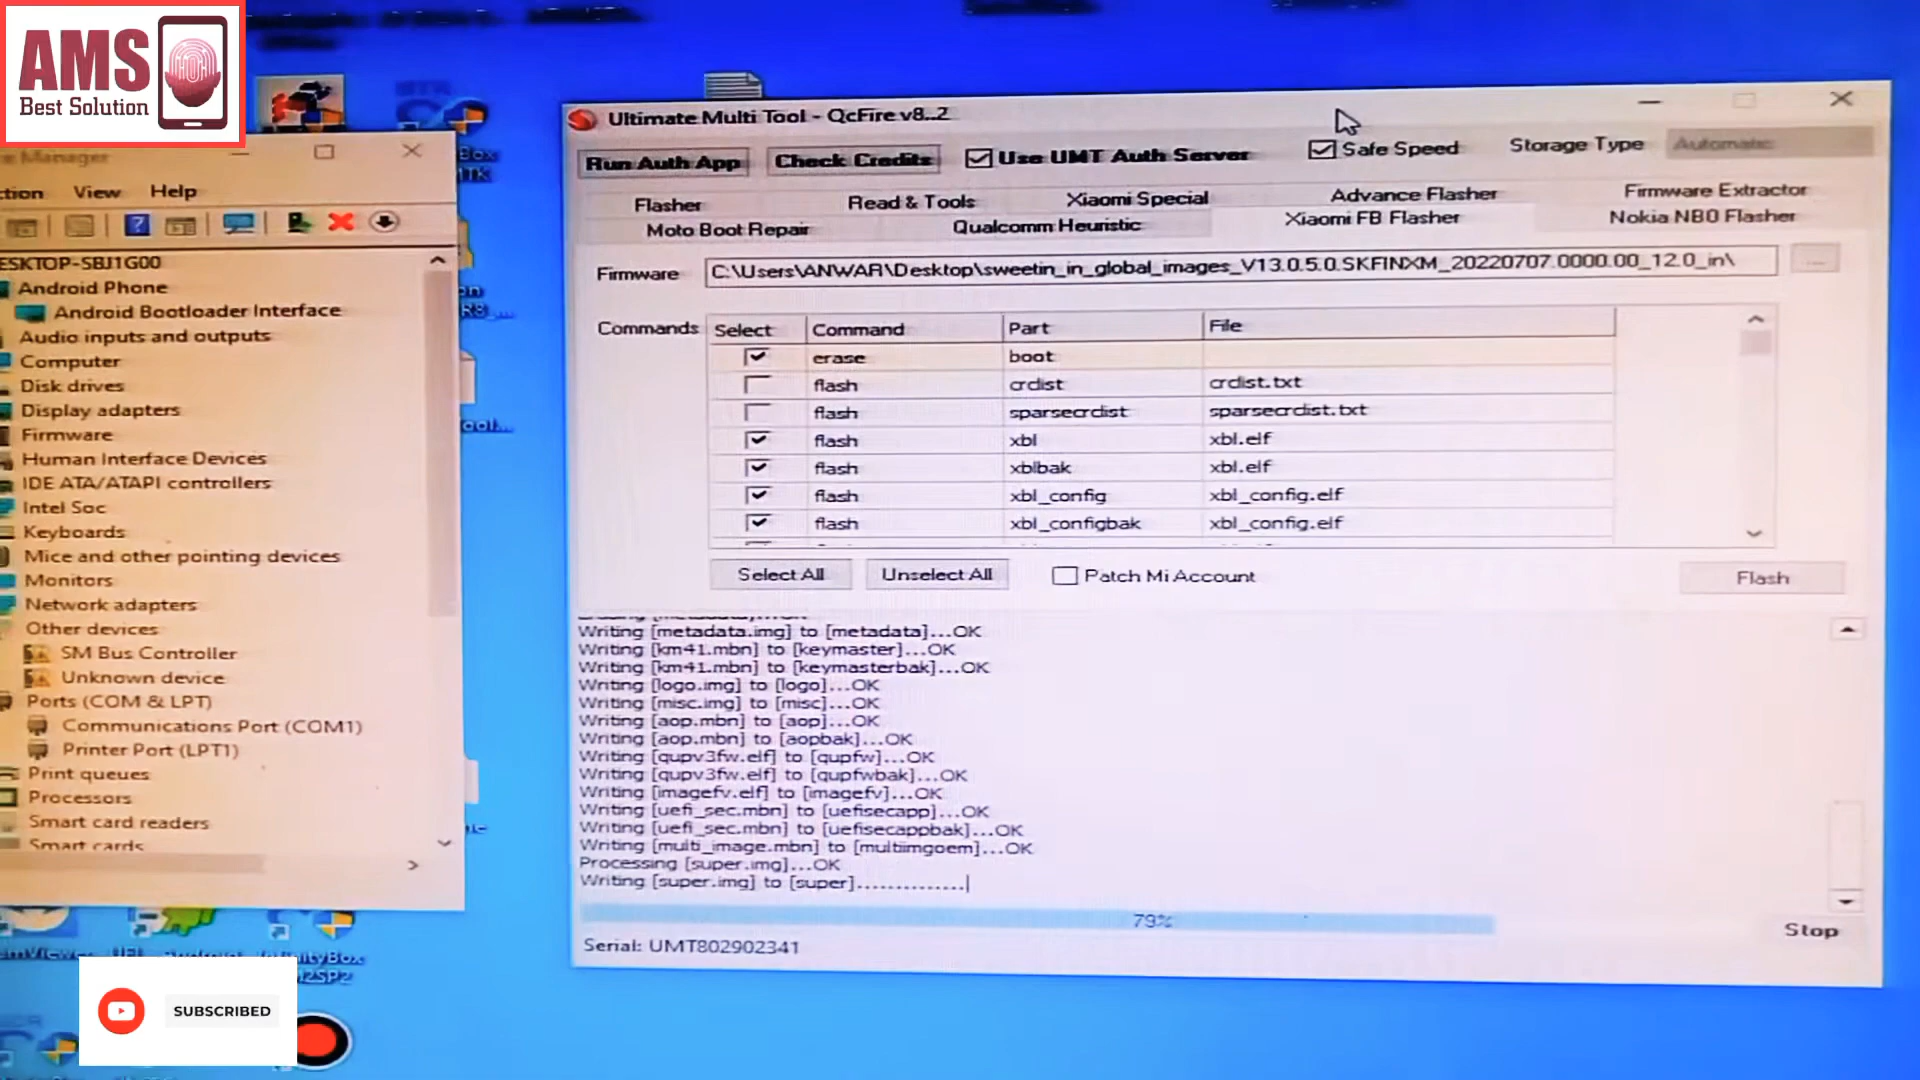 AMS
Best Solution
Manager
View Help
DESKTOP-SBJ1G00
Android Phone
Android Bootloader Interface
Audio inputs and outputs
Computer
Disk drives
Display adapters
Firmware
Human Interface Devices
IDE ATA/ATAPI controllers
Intel Soc
Keyboards
Mice and other pointing devices
Monitors
Network adapters
Other devices
SM Bus Controller
Unknown device
Ports (COM & LPT)
Communications Port (COM1)
Printer Port (LPT1)
Print queues
Processors
Smart card readers
Smart cards
Ultimate Multi Tool - QcFire v8..2
Run Auth App Check Credits Use UMT Auth Server Safe Speed Storage Type Automatic
Flasher Read & Tools Xiaomi Special Advance Flasher Firmware Extractor
Moto Boot Repair Qualcomm Heuristic Xiaomi FB Flasher Nokia NB0 Flasher
Firmware C:\Users\ANWAR\Desktop\sweetin_in_global_images_V13.0.5.0.SKFINXM_20220707.0000.00_12.0_in\ ...
Commands Select Command Part File
erase boot
flash crclist crclist.txt
flash sparsecrclist sparsecrclist.txt
flash xbl xbl.elf
flash xblbak xbl.elf
flash xbl_config xbl_config.elf
flash xbl_configbak xbl_config.elf
Select All Unselect All Patch Mi Account Flash
Writing [metadata.img] to [metadata]...OK
Writing [km41.mbn] to [keymaster]...OK
Writing [km41.mbn] to [keymasterbak]...OK
Writing [logo.img] to [logo]...OK
Writing [misc.img] to [misc]...OK
Writing [aop.mbn] to [aop]...OK
Writing [aop.mbn] to [aopbak]...OK
Writing [qupv3fw.elf] to [qupfw]...OK
Writing [qupv3fw.elf] to [qupfwbak]...OK
Writing [imagefv.elf] to [imagefv]...OK
Writing [uefi_sec.mbn] to [uefisecapp]...OK
Writing [uefi_sec.mbn] to [uefisecappbak]...OK
Writing [multi_image.mbn] to [multiimgoem]...OK
Processing [super.img]...OK
Writing [super.img] to [super]..............
79%
Stop
Serial: UMT802902341
SUBSCRIBED